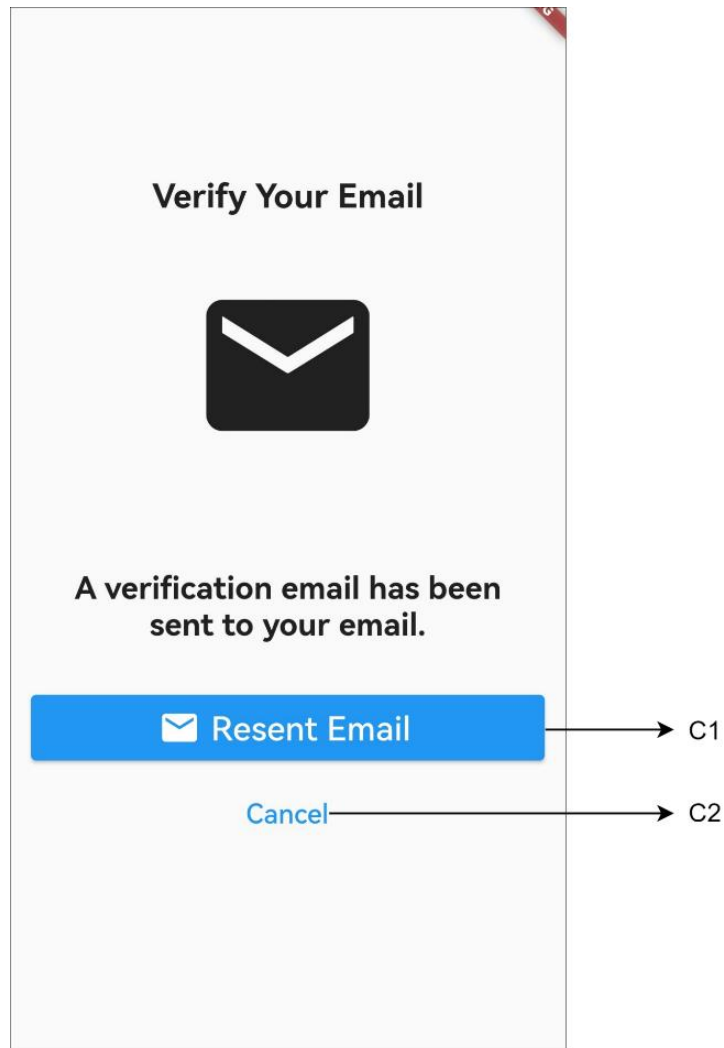 Verify Your Email
A verification email has been
sent to your email.
Resent Email
C1
Cancel
C2